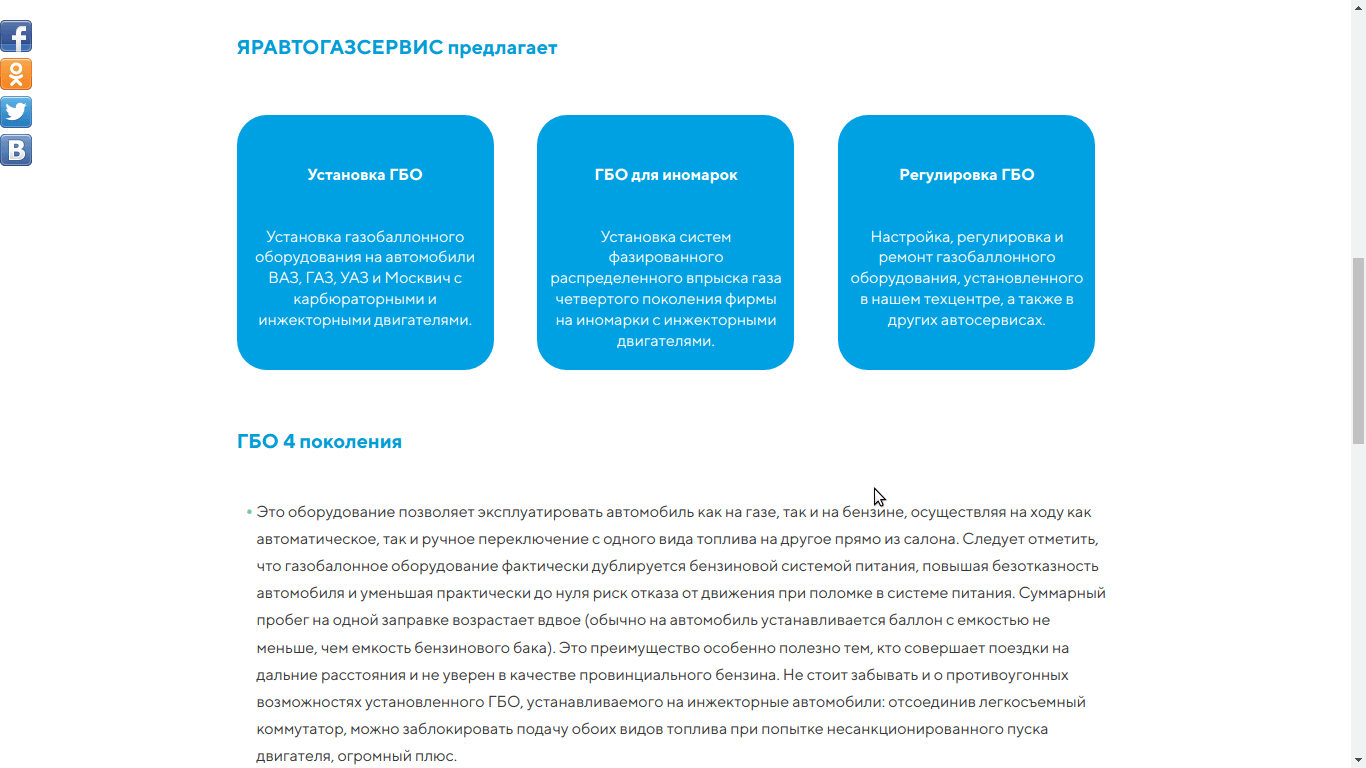 ЯРАВТОГАЗСЕРВИС предлагает
Установка ГБО
Установка газобаллонного
оборудования на автомобили
ВАЗ, ГАЗ, УАЗ и Москвич с
карбюраторными и
инжекторными двигателями.
ГБО для иномарок
Установка систем
фазированного
распределенного впрыска газа
четвертого поколения фирмы
на иномарки с инжекторными
двигателями.
Регулировка ГБО
Настройка, регулировка и
ремонт газобаллонного
оборудования, установленного
в нашем техцентре, а также в
других автосервисах.
ГБО 4 поколения
• Это оборудование позволяет эксплуатировать автомобиль как на газе, так и на бензине, осуществляя на ходу как
автоматическое, так и ручное переключение с одного вида топлива на другое прямо из салона. Следует отметить,
что газобалонное оборудование фактически дублируется бензиновой системой питания, повышая безотказность
автомобиля и уменьшая практически до нуля риск отказа от движения при поломке в системе питания. Суммарный
пробег на одной заправке возрастает вдвое (обычно на автомобиль устанавливается баллон с емкостью не
меньше, чем емкость бензинового бака). Это преимущество особенно полезно тем, кто совершает поездки на
дальние расстояния и не уверен в качестве провинциального бензина. Не стоит забывать и о противоугонных
возможностях установленного ГБО, устанавливаемого на инжекторные автомобили: отсоединив легкосъемный
коммутатор, можно заблокировать подачу обоих видов топлива при попытке несанкционированного пуска
двигателя, огромный плюс.